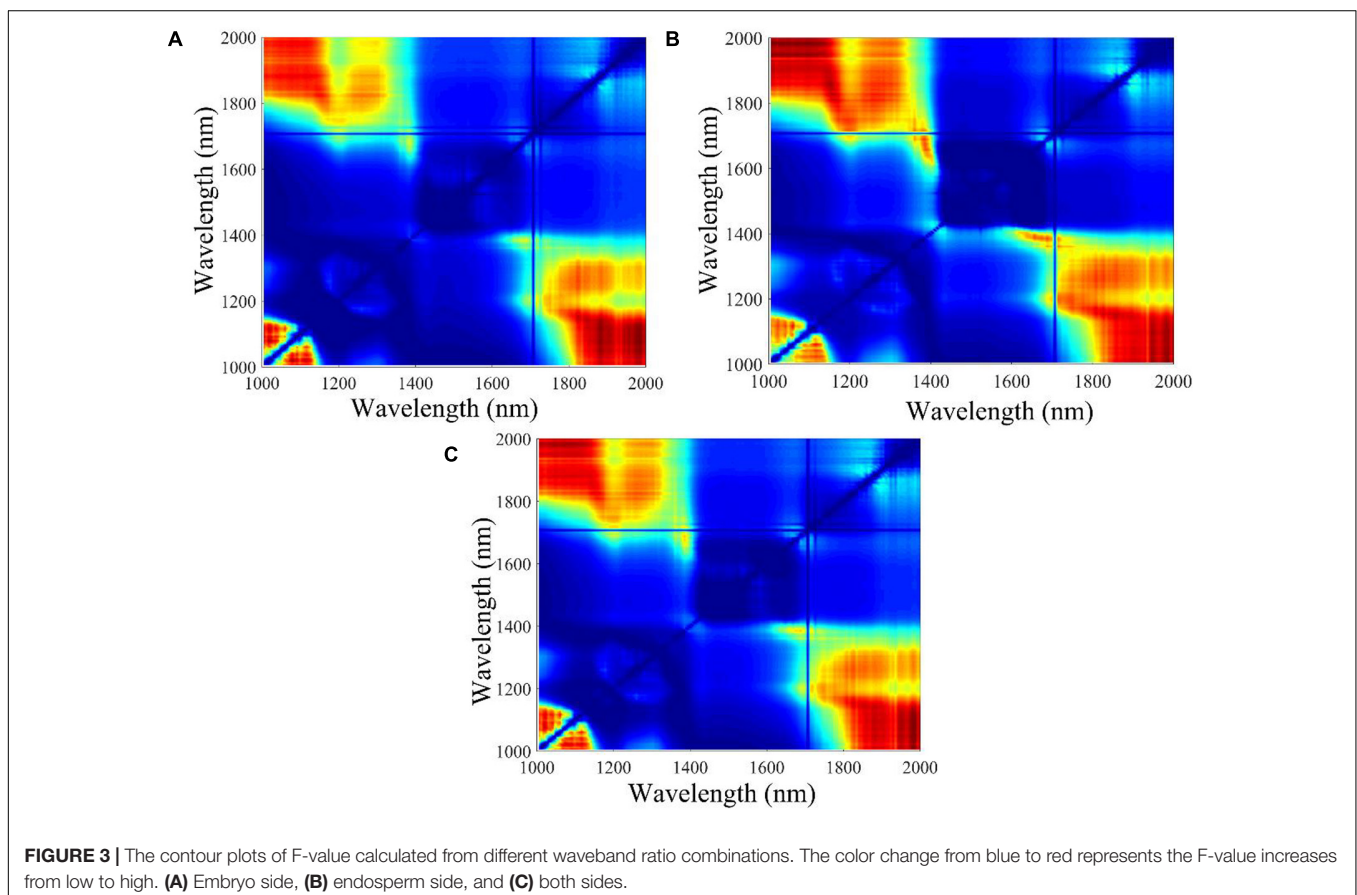 A
2000
1800
1600
1400
1200
1000
Wavelength (nm)
1000 1200 1400 1600 1800 2000
Wavelength (nm)
B
2000
1800
1600
1400
1200
1000
Wavelength (nm)
1000 1200 1400 1600 1800 2000
Wavelength (nm)
C
2000
1800
1600
1400
1200
1000
Wavelength (nm)
1000 1200 1400 1600 1800 2000
Wavelength (nm)
FIGURE 3 | The contour plots of F-value calculated from different waveband ratio combinations. The color change from blue to red represents the F-value increases
from low to high. (A) Embryo side, (B) endosperm side, and (C) both sides.